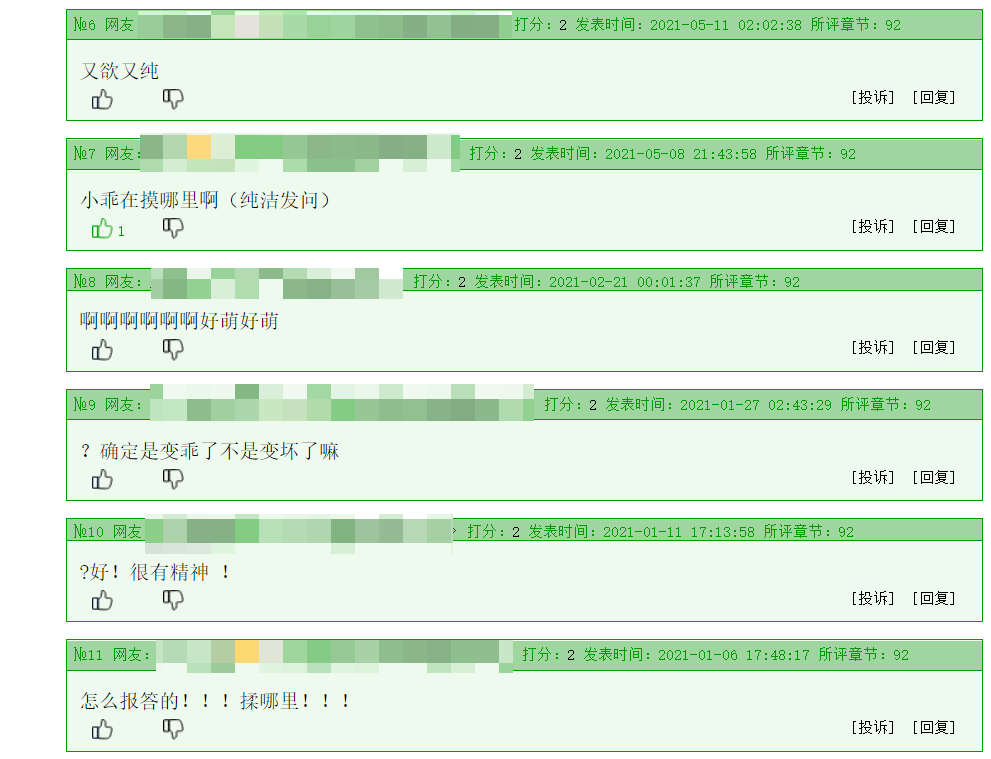 №6 网友 打分：2 发表时间：2021-05-11 02:02:38 所评章节：92
又欲又纯
[投诉] [回复]
№7 网友： 打分：2 发表时间：2021-05-08 21:43:58 所评章节：92
小乖在摸哪里啊（纯洁发问）
1 [投诉] [回复]
№8 网友： 打分：2 发表时间：2021-02-21 00:01:37 所评章节：92
啊啊啊啊啊啊好萌好萌
[投诉] [回复]
№9 网友： 打分：2 发表时间：2021-01-27 02:43:29 所评章节：92
？确定是变乖了不是变坏了嘛
[投诉] [回复]
№10 网友 打分：2 发表时间：2021-01-11 17:13:58 所评章节：92
?好！很有精神 ！
[投诉] [回复]
№11 网友： 打分：2 发表时间：2021-01-06 17:48:17 所评章节：92
怎么报答的！！！揉哪里！！！
[投诉] [回复]